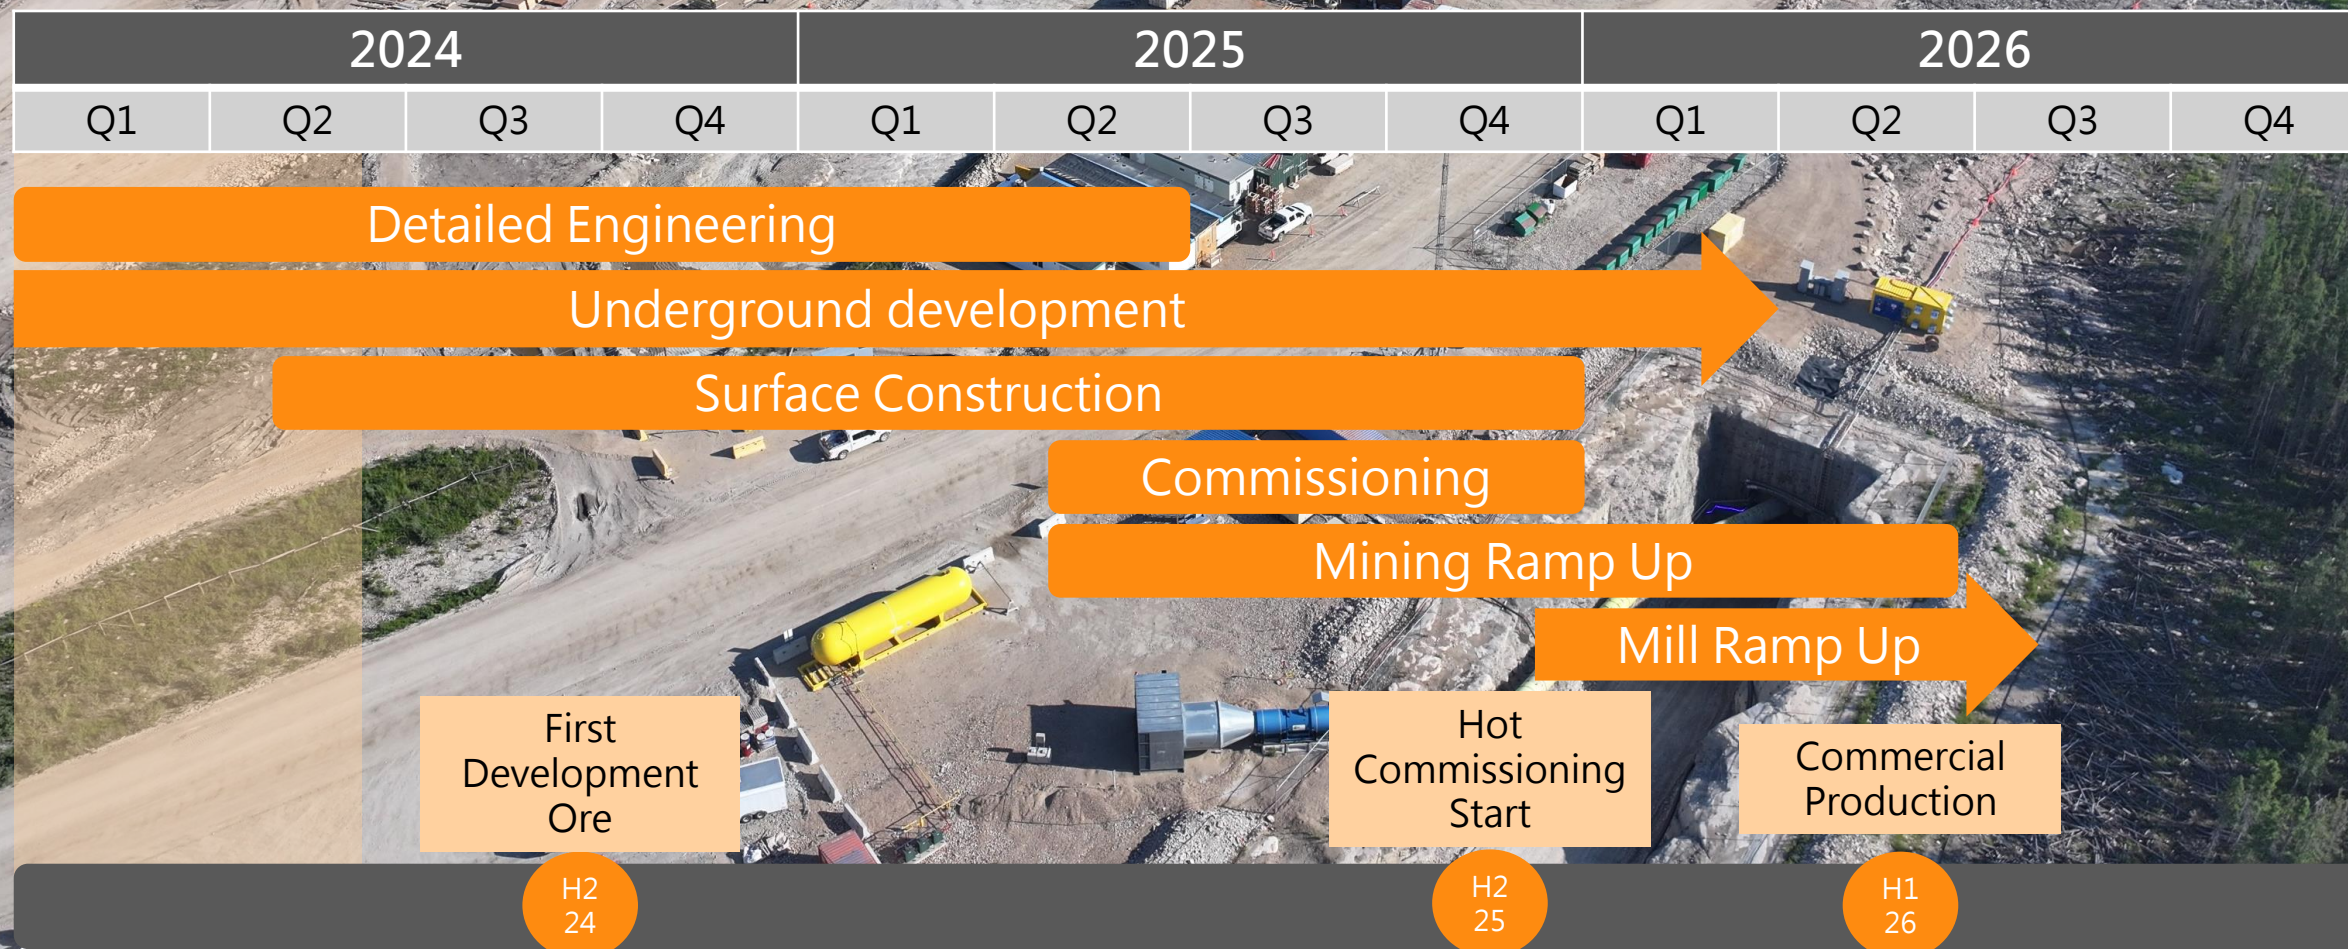 2024 2025 2026
Q1 Q2 Q3 Q4 Q1 Q2 Q3 Q4 Q1 Q2 Q3 Q4
Detailed Engineering
Underground development
Surface Construction
Commissioning
Mining Ramp Up
Mill Ramp Up
First
Development
Ore
Hot
Commissioning
Start
Commercial
Production
H2
24
H2
25
H1
26